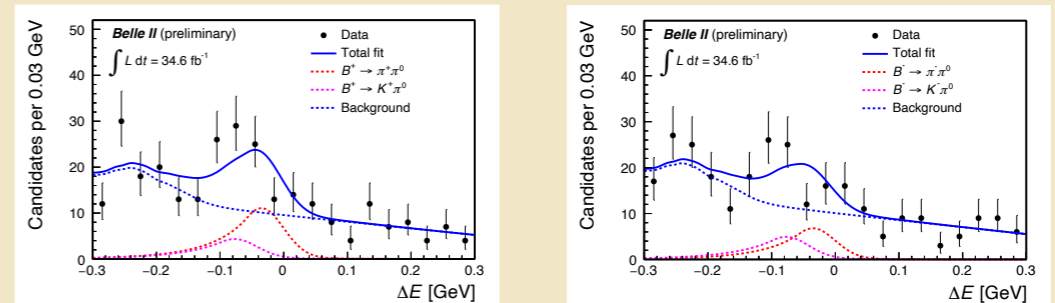 Candidates per 0.03 GeV
50
40
30
20
10
0
Belle II (preliminary)
∫ L dt = 34.6 fb⁻¹
Data
Total fit
B⁺ → π⁺π⁰
B⁺ → K⁺π⁰
Background
−0.3 −0.2 −0.1 0 0.1 0.2 0.3
ΔE [GeV]
Candidates per 0.03 GeV
50
40
30
20
10
0
Belle II (preliminary)
∫ L dt = 34.6 fb⁻¹
Data
Total fit
B⁻ → π⁻π⁰
B⁻ → K⁻π⁰
Background
−0.3 −0.2 −0.1 0 0.1 0.2 0.3
ΔE [GeV]